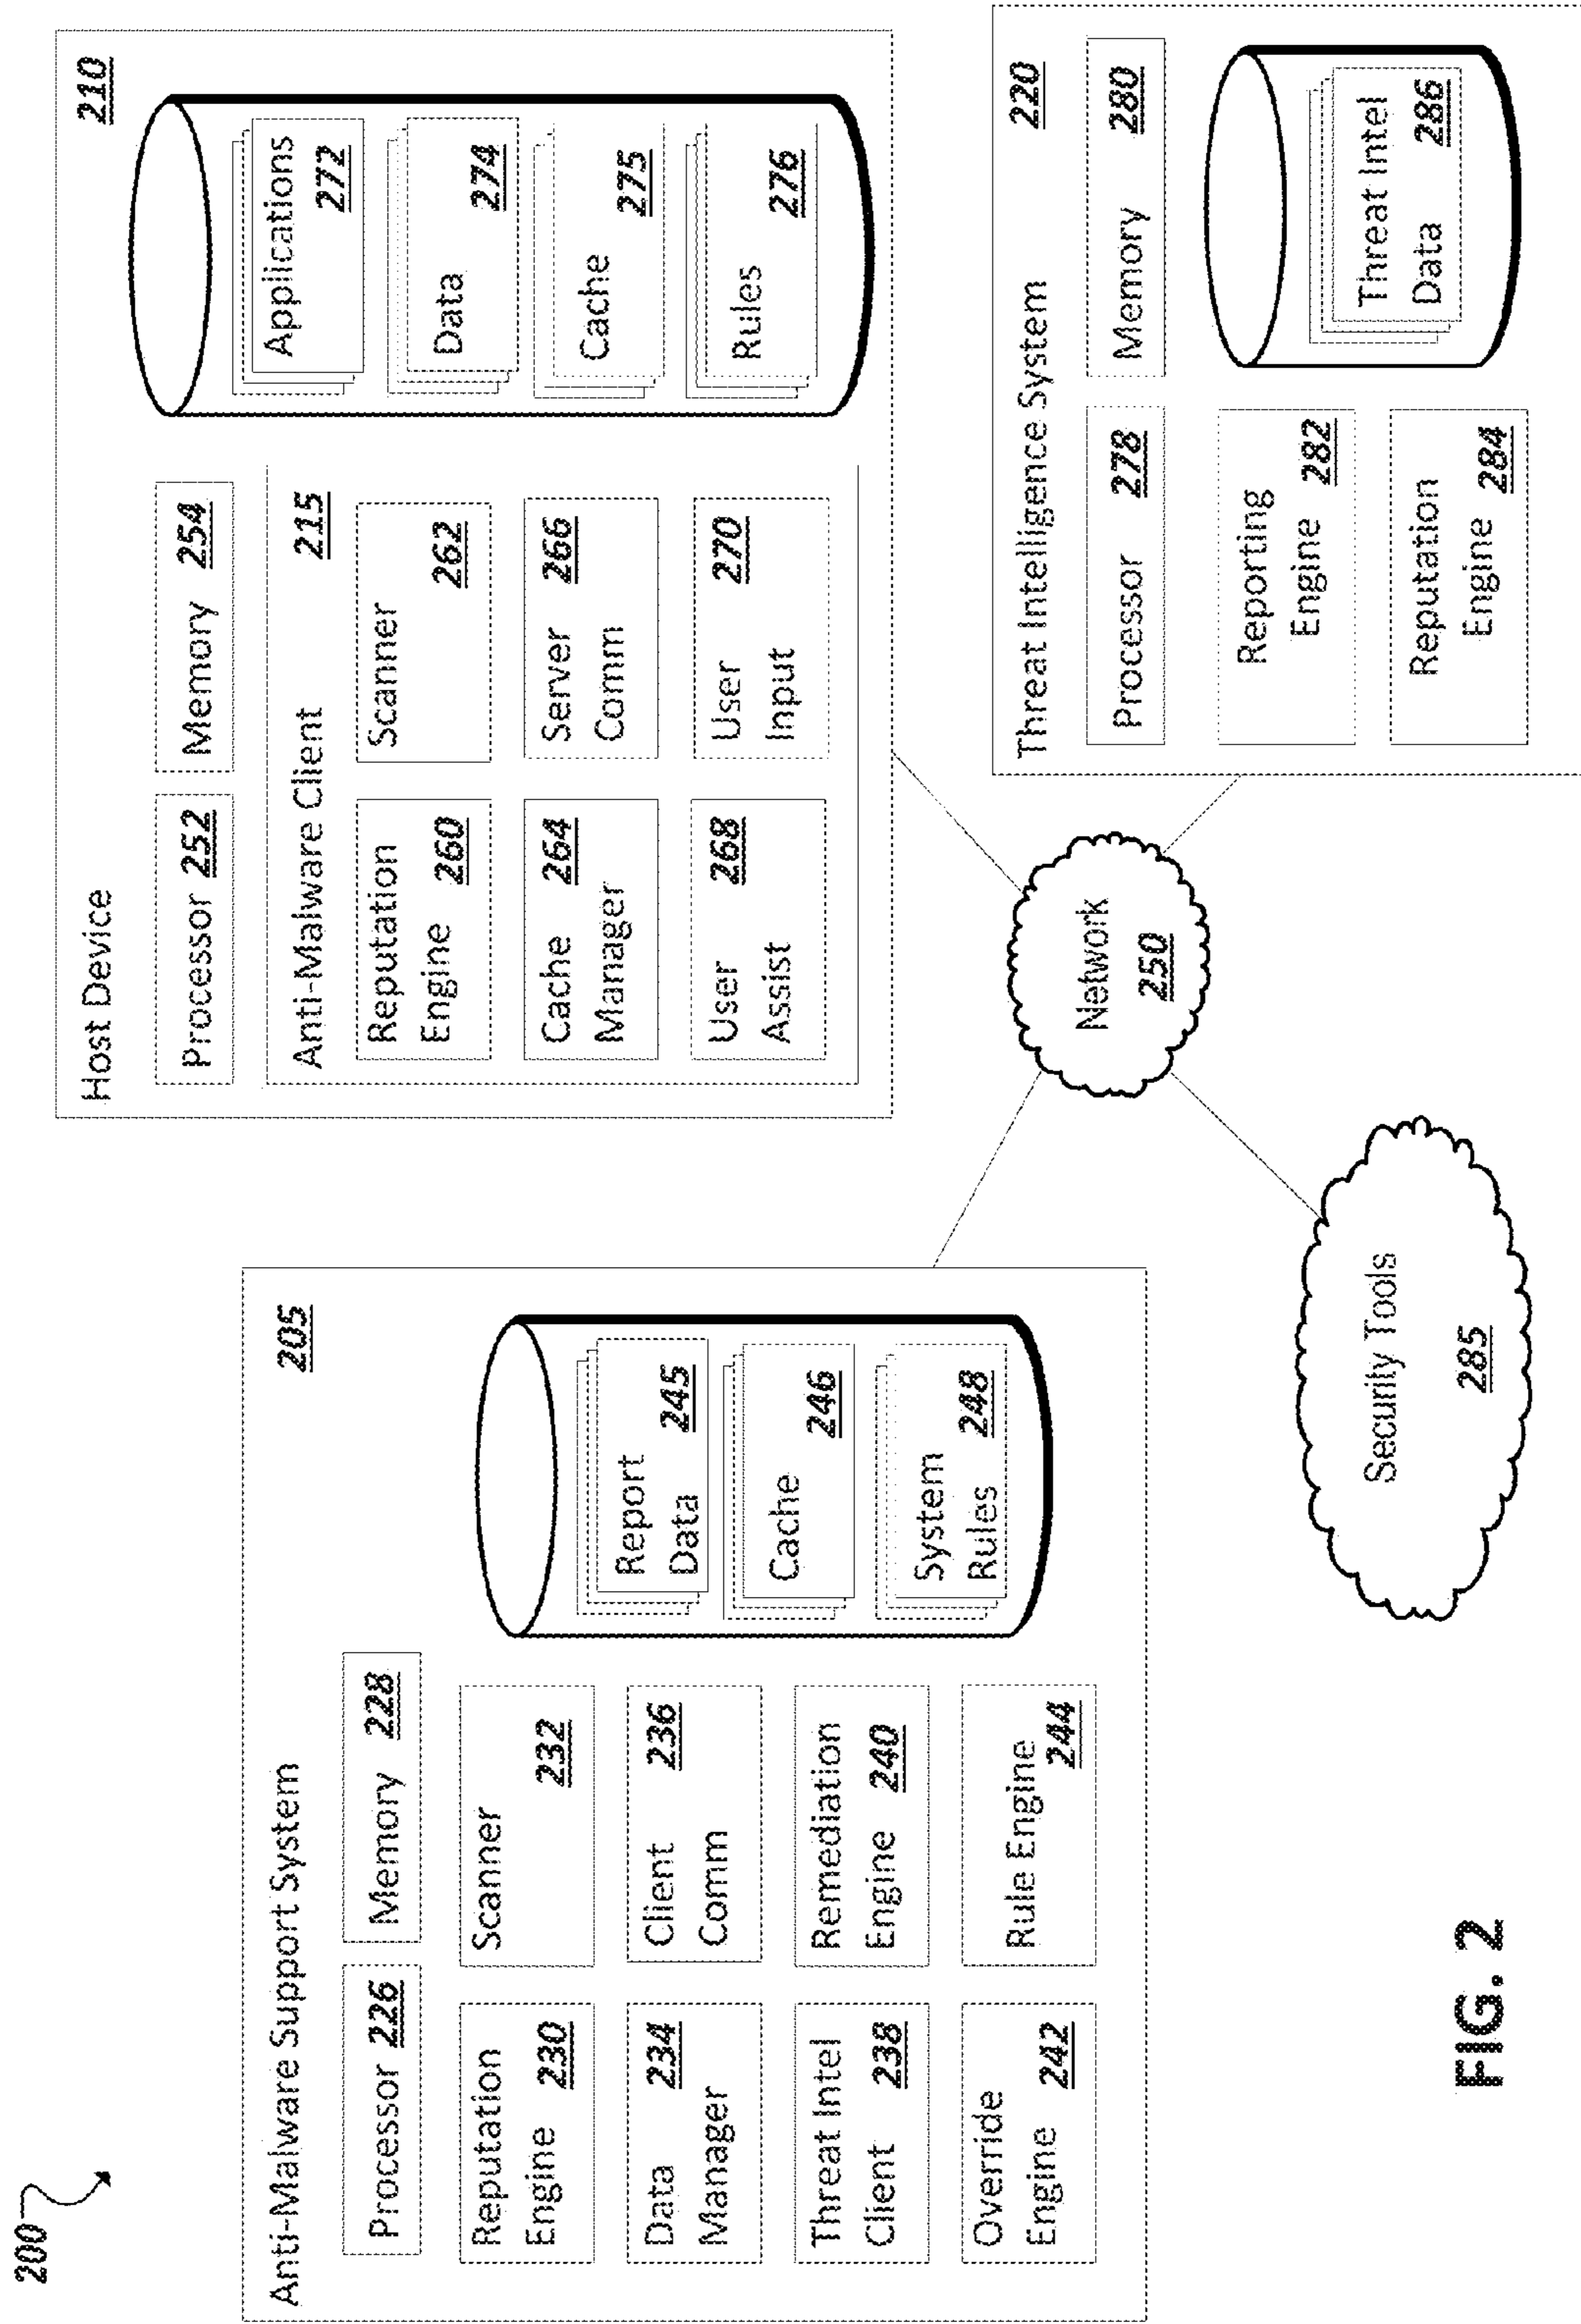 200
Anti-Malware Support System
205
Processor 226
Memory 228
Reputation
Engine 230
Scanner
232
Data 234
Manager
Client 236
Comm
Threat Intel
Client 238
Remediation
Engine 240
Override
Engine 242
Rule Engine
244
Report
Data 245
Cache 246
System
Rules 248
Host Device
210
Processor 252
Memory 254
Anti-Malware Client 215
Reputation
Engine 260
Scanner
262
Cache 264
Manager
Server 266
Comm
User 268
Assist
User 270
Input
Applications
272
Data 274
Cache
275
Rules 276
Network
250
Security Tools
285
Threat Intelligence System 220
Processor 278
Memory 280
Reporting
Engine 282
Reputation
Engine 284
Threat Intel
Data 286
FIG. 2